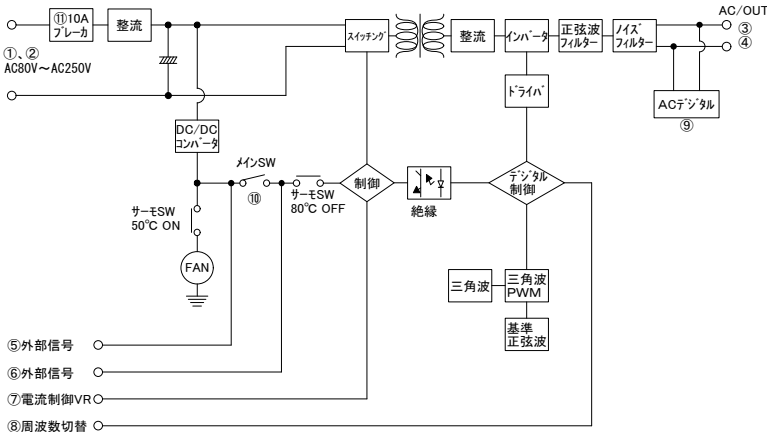 ⑪10A
ﾌﾞﾚｰｶ
整流
①、②
AC80V～AC250V
ｽｲｯﾁﾝｸﾞ
整流
ｲﾝﾊﾞｰﾀ
正弦波
ﾌｨﾙﾀｰ
ﾉｲｽﾞ
ﾌｨﾙﾀｰ
AC/OUT
③
④
ﾄﾞﾗｲﾊﾞ
ACﾃﾞｼﾞﾀﾙ
⑨
DC/DC
ｺﾝﾊﾞｰﾀ
ﾒｲﾝSW
⑩
ｻｰﾓSW
80℃ OFF
制御
絶縁
ﾃﾞｼﾞﾀﾙ
制御
ｻｰﾓSW
50℃ ON
FAN
三角波
三角波
PWM
基準
正弦波
⑤外部信号
⑥外部信号
⑦電流制御VR
⑧周波数切替